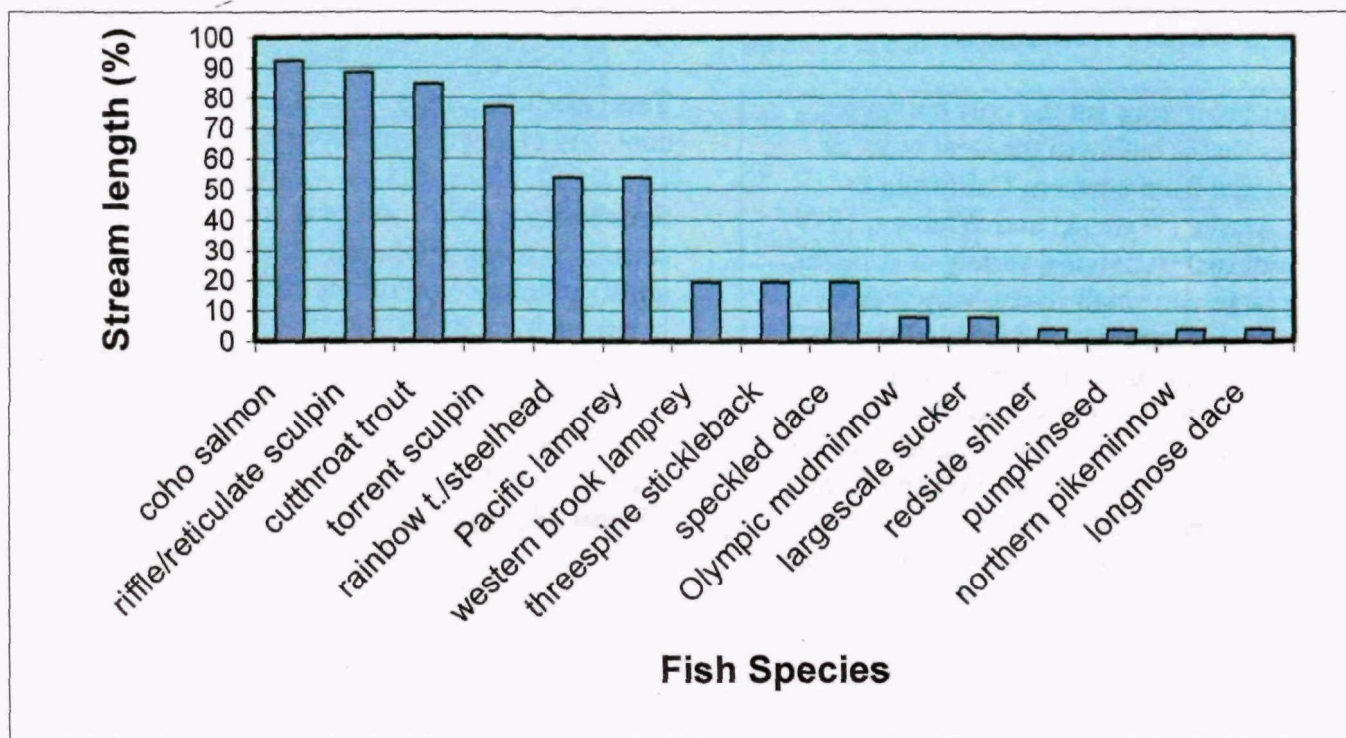 Stream length (%)
100
90
80
70
60
50
40
30
20
10
0
coho salmon
riffle/reticulate sculpin
cutthroat trout
torrent sculpin
rainbow t./steelhead
Pacific lamprey
western brook lamprey
threespine stickleback
speckled dace
Olympic mudminnow
largescale sucker
redside shiner
pumpkinseed
northern pikeminnow
longnose dace
Fish Species